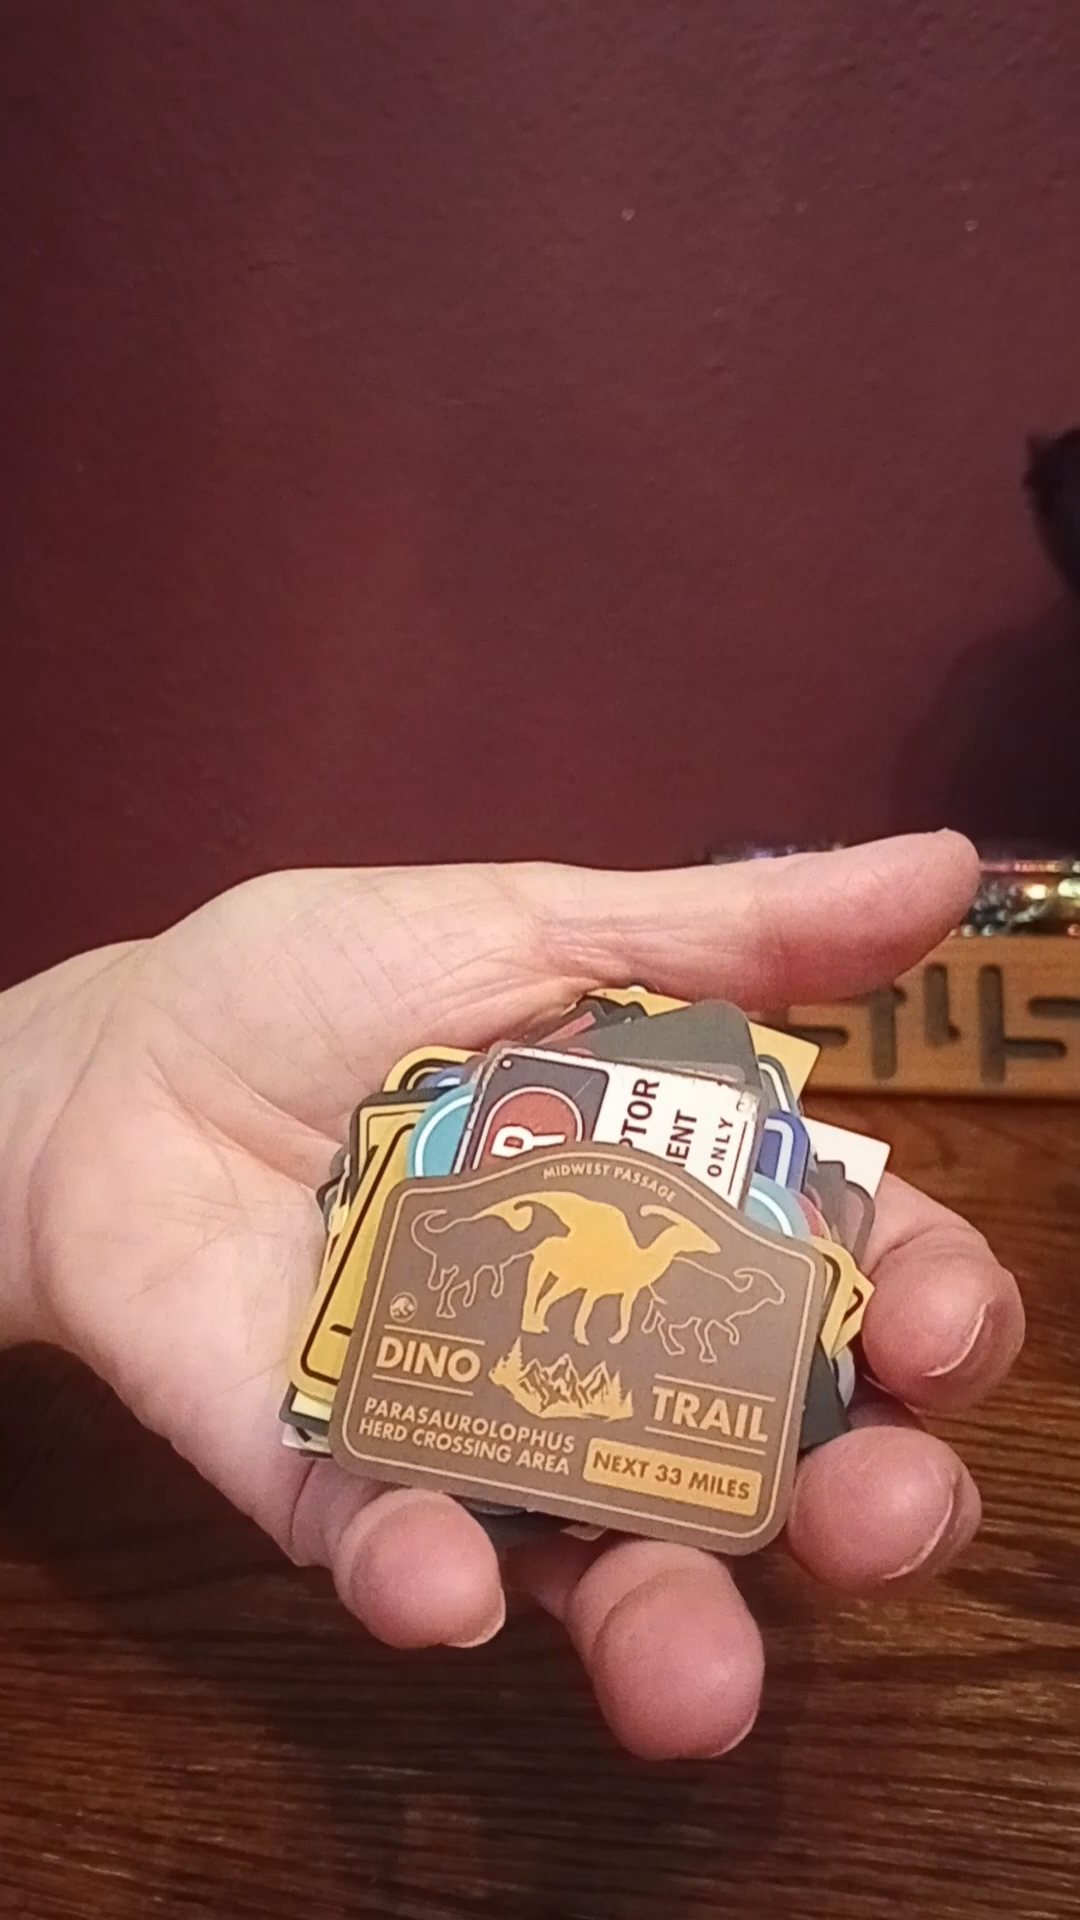 PTOR
ENT
ONLY
MIDWEST PASSAGE
DINO
TRAIL
PARASAUROLOPHUS
HERD CROSSING AREA
NEXT 33 MILES